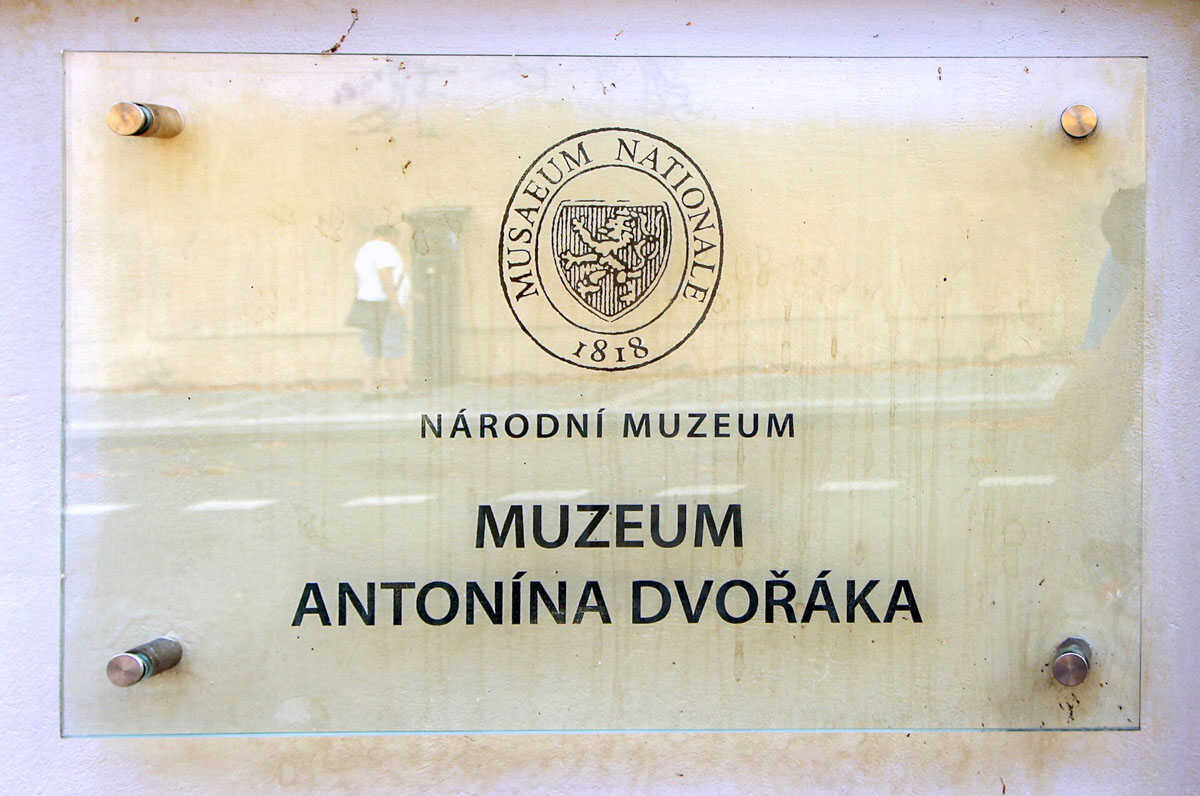 MUSAEUM NATIONALE
1818
NÁRODNÍ MUZEUM
MUZEUM
ANTONÍNA DVOŘÁKA